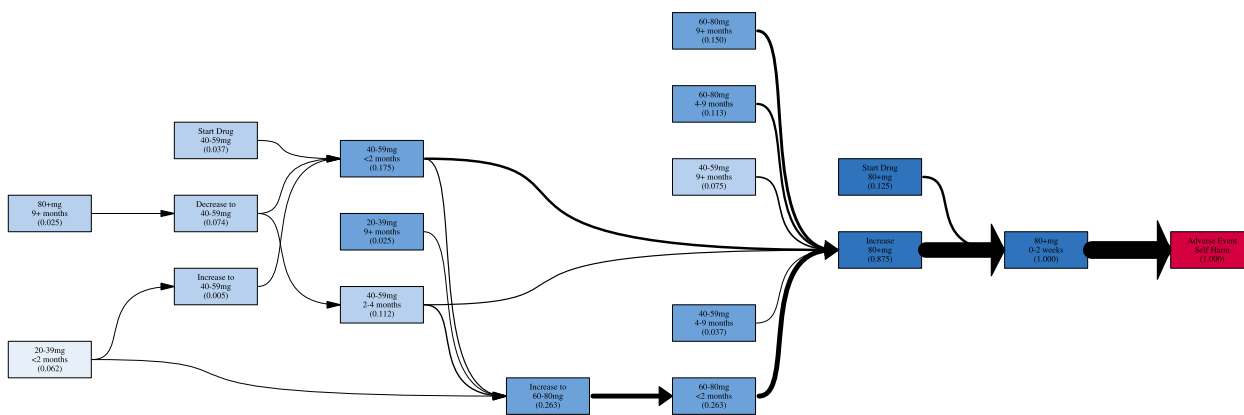 60-80mg
9+ months
(0.150)
60-80mg
4-9 months
(0.113)
Start Drug
40-59mg
(0.037)
40-59mg
<2 months
(0.175)
40-59mg
9+ months
(0.075)
Start Drug
80+mg
(0.125)
80+mg
9+ months
(0.025)
Decrease to
40-59mg
(0.074)
20-39mg
9+ months
(0.025)
Increase
80+mg
(0.875)
80+mg
0-2 weeks
(1.000)
Adverse Event
Self Harm
(1.000)
Increase to
40-59mg
(0.005)
40-59mg
2-4 months
(0.112)
40-59mg
4-9 months
(0.037)
20-39mg
<2 months
(0.062)
Increase to
60-80mg
(0.263)
60-80mg
<2 months
(0.263)